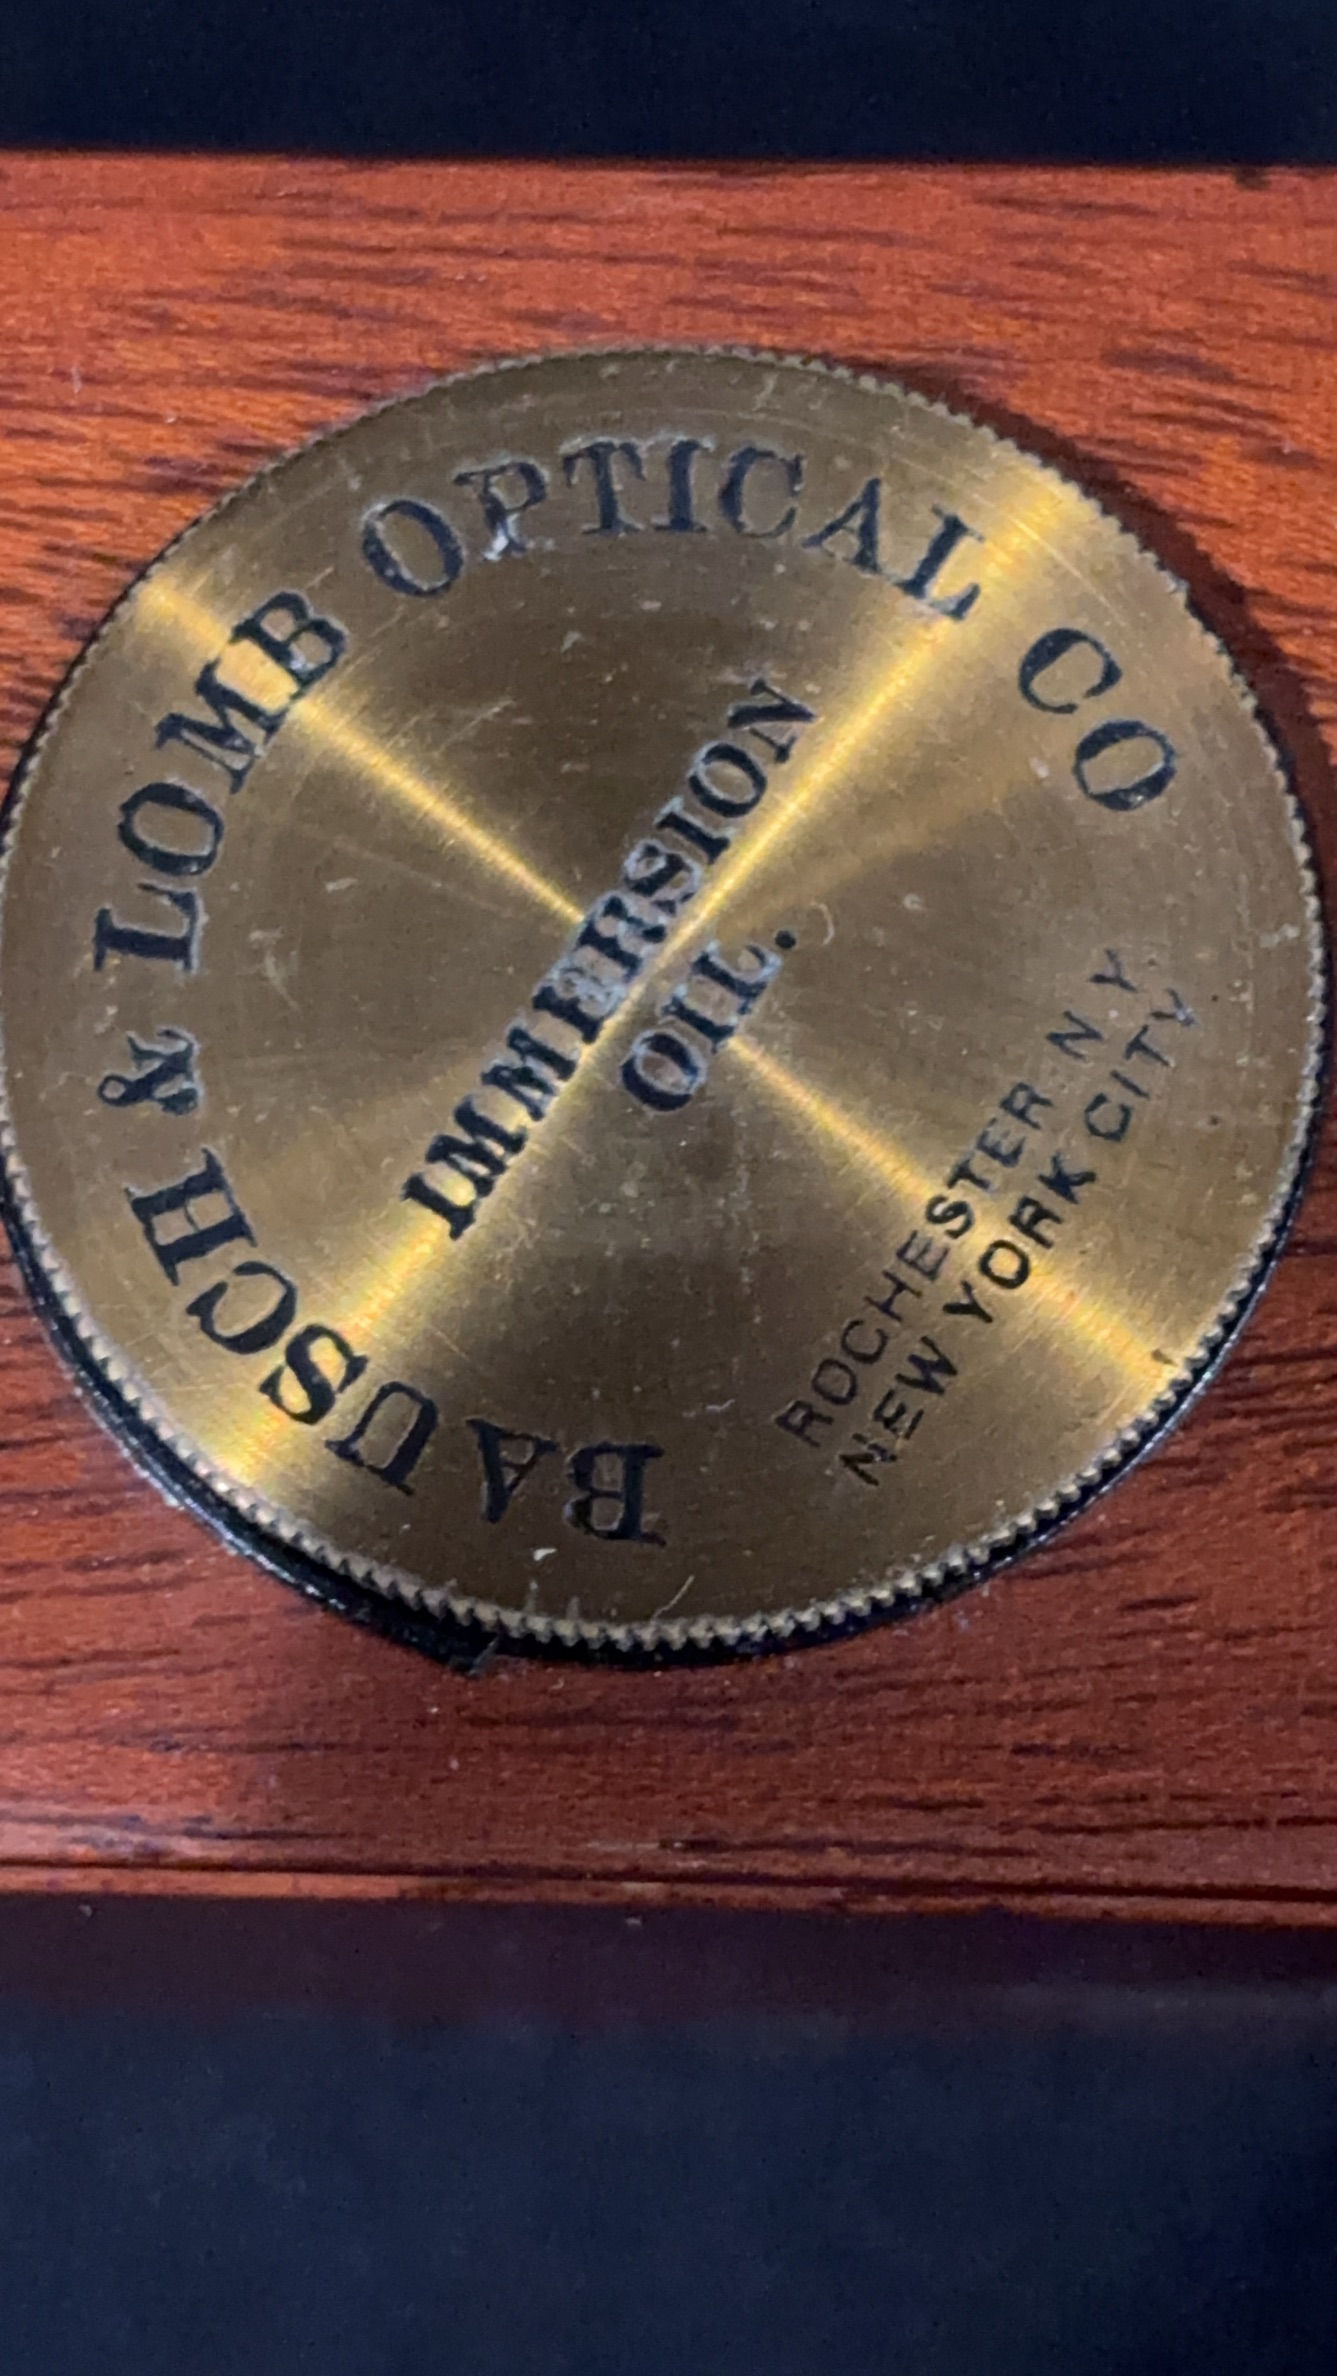 BAUSCH & LOMB OPTICAL CO
IMMERSION
OIL.
ROCHESTER N Y
NEW YORK CITY